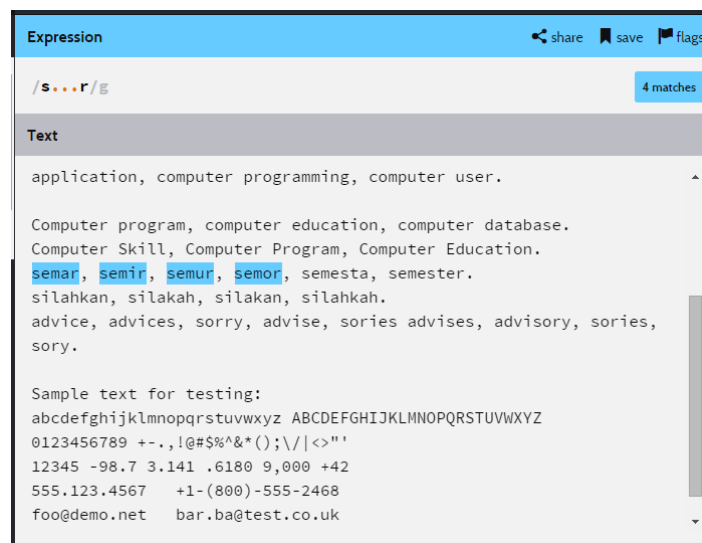 Expression share save flags
/s...r/g 4 matches
Text
application, computer programming, computer user.
Computer program, computer education, computer database.
Computer Skill, Computer Program, Computer Education.
semar, semir, semur, semor, semesta, semester.
silahkan, silakah, silakan, silahkah.
advice, advices, sorry, advise, sories advises, advisory, sories,
sory.
Sample text for testing:
abcdefghijklmnopqrstuvwxyz ABCDEFGHIJKLMNOPQRSTUVWXYZ
0123456789 +-.,!@#$%^&*();\/|<>"'
12345 -98.7 3.141 .6180 9,000 +42
555.123.4567 +1-(800)-555-2468
foo@demo.net bar.ba@test.co.uk